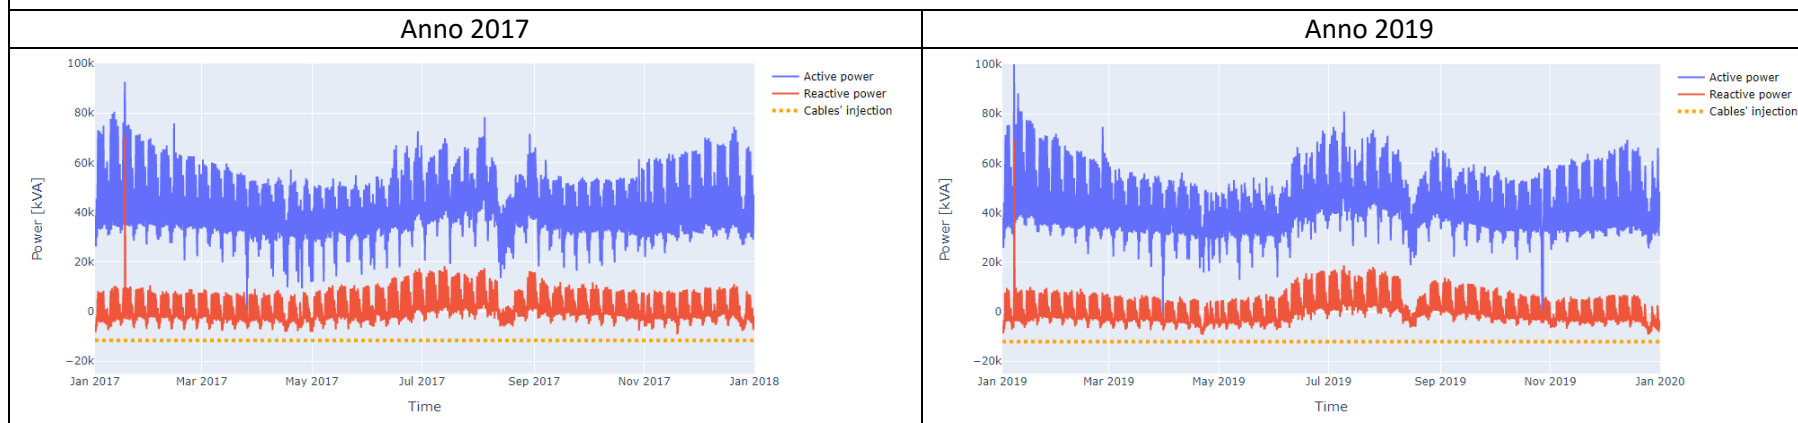 Anno 2017
Anno 2019
100k
80k
60k
40k
20k
0
−20k
Power [kVA]
Jan 2017
Mar 2017
May 2017
Jul 2017
Sep 2017
Nov 2017
Jan 2018
Time
Active power
Reactive power
Cables' injection
100k
80k
60k
40k
20k
0
−20k
Power [kVA]
Jan 2019
Mar 2019
May 2019
Jul 2019
Sep 2019
Nov 2019
Jan 2020
Time
Active power
Reactive power
Cables' injection